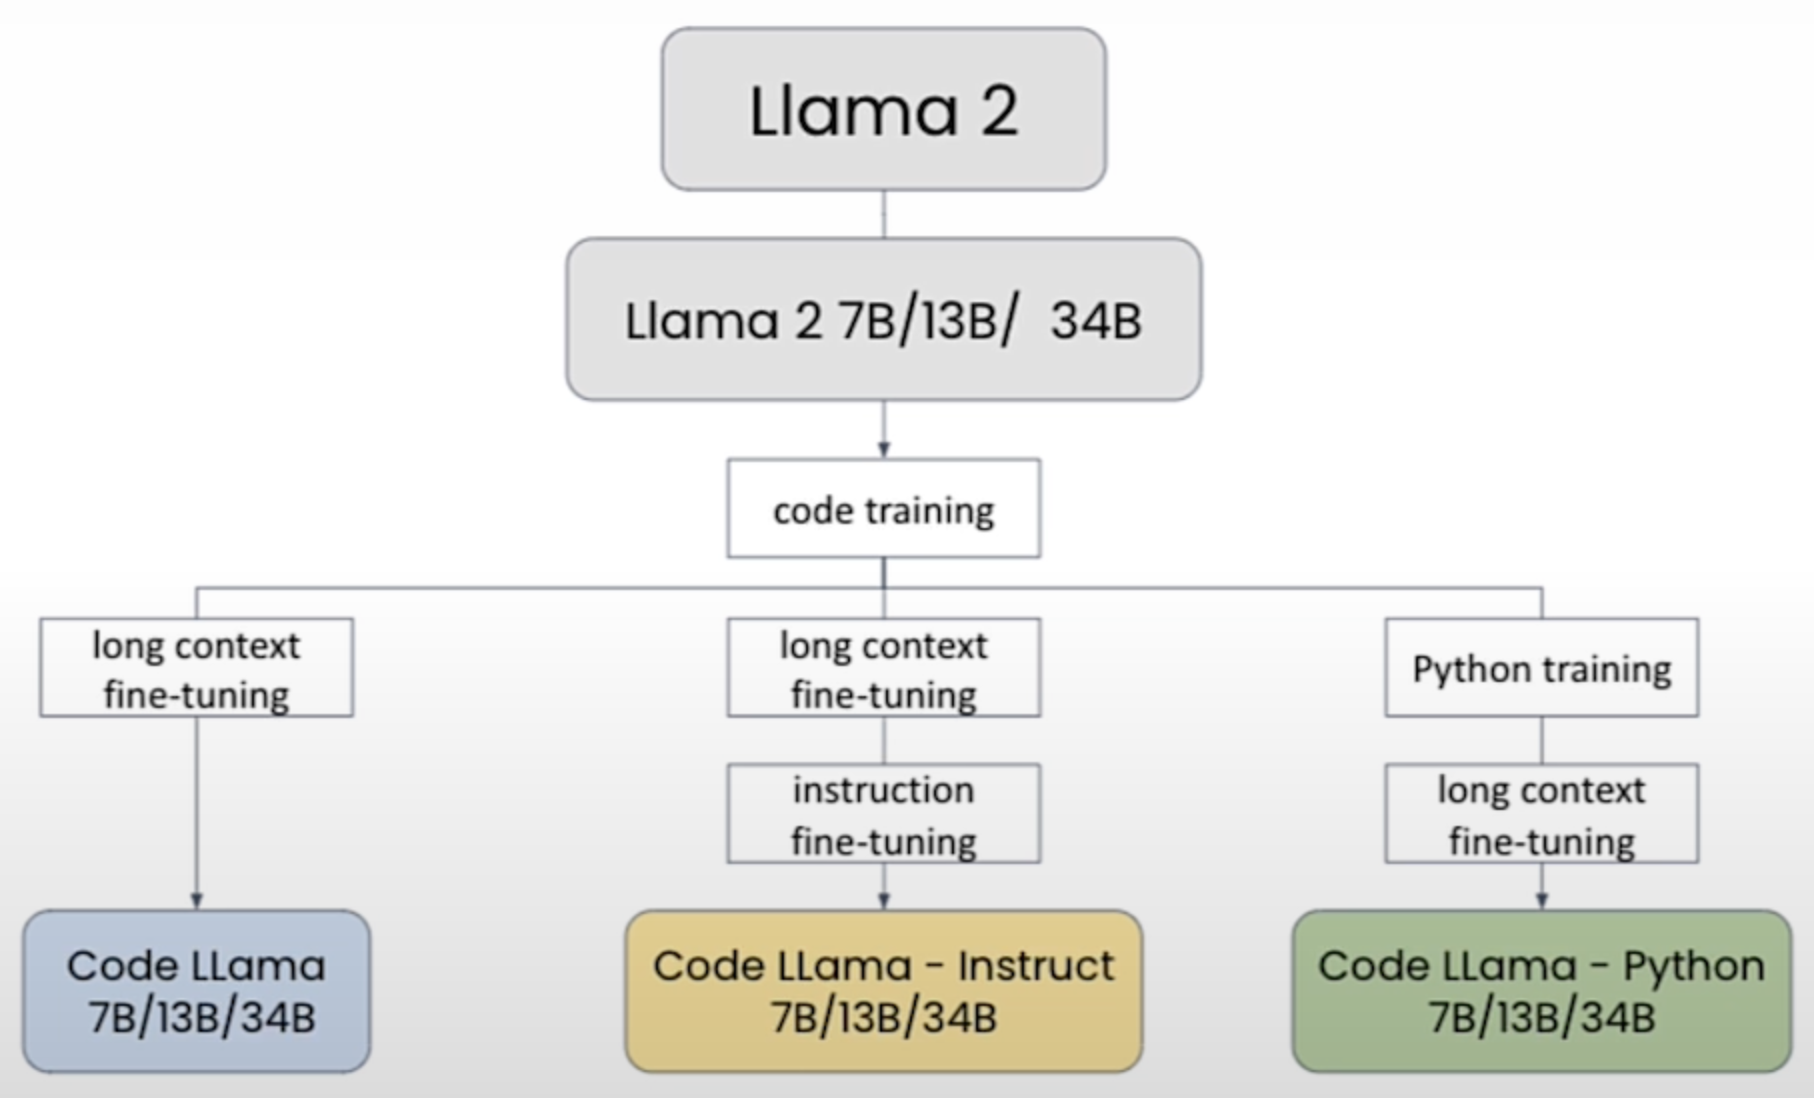 Llama 2
Llama 2 7B/13B/ 34B
code training
long context
fine-tuning
long context
fine-tuning
Python training
instruction
fine-tuning
long context
fine-tuning
Code LLama
7B/13B/34B
Code LLama - Instruct
7B/13B/34B
Code LLama - Python
7B/13B/34B